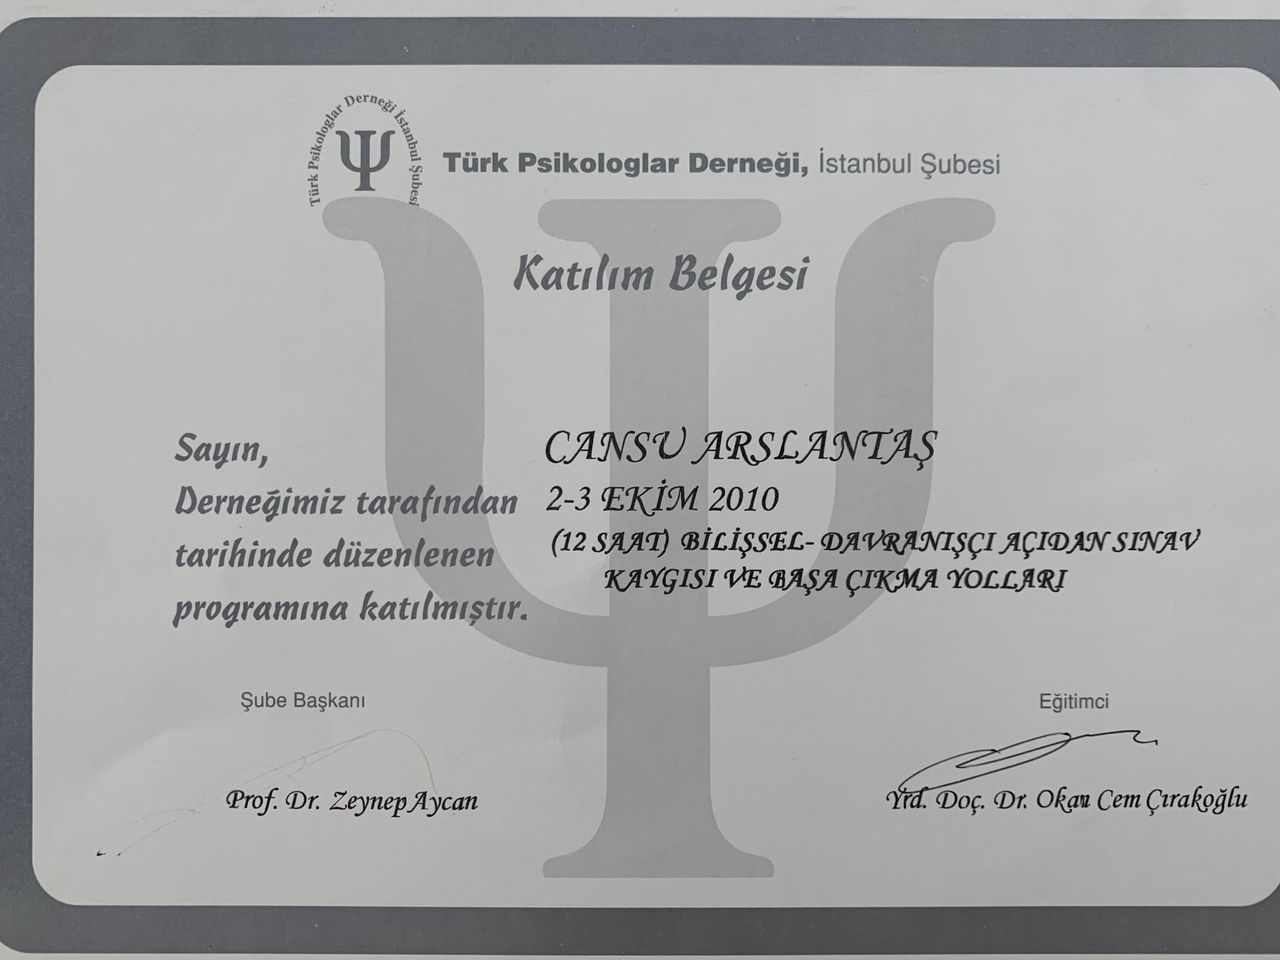 Türk Psikologlar Derneği İstanbul Şubesi
Türk Psikologlar Derneği, İstanbul Şubesi
Katılım Belgesi
Sayın, CANSU ARSLANTAŞ
Derneğimiz tarafından 2-3 EKİM 2010
tarihinde düzenlenen (12 SAAT) BİLİŞSEL- DAVRANIŞÇI AÇIDAN SINAV
KAYGISI VE BAŞA ÇIKMA YOLLARI
programına katılmıştır.
Şube Başkanı Eğitimci
Prof. Dr. Zeynep Aycan Yrd. Doç. Dr. Okan Cem Çırakoğlu